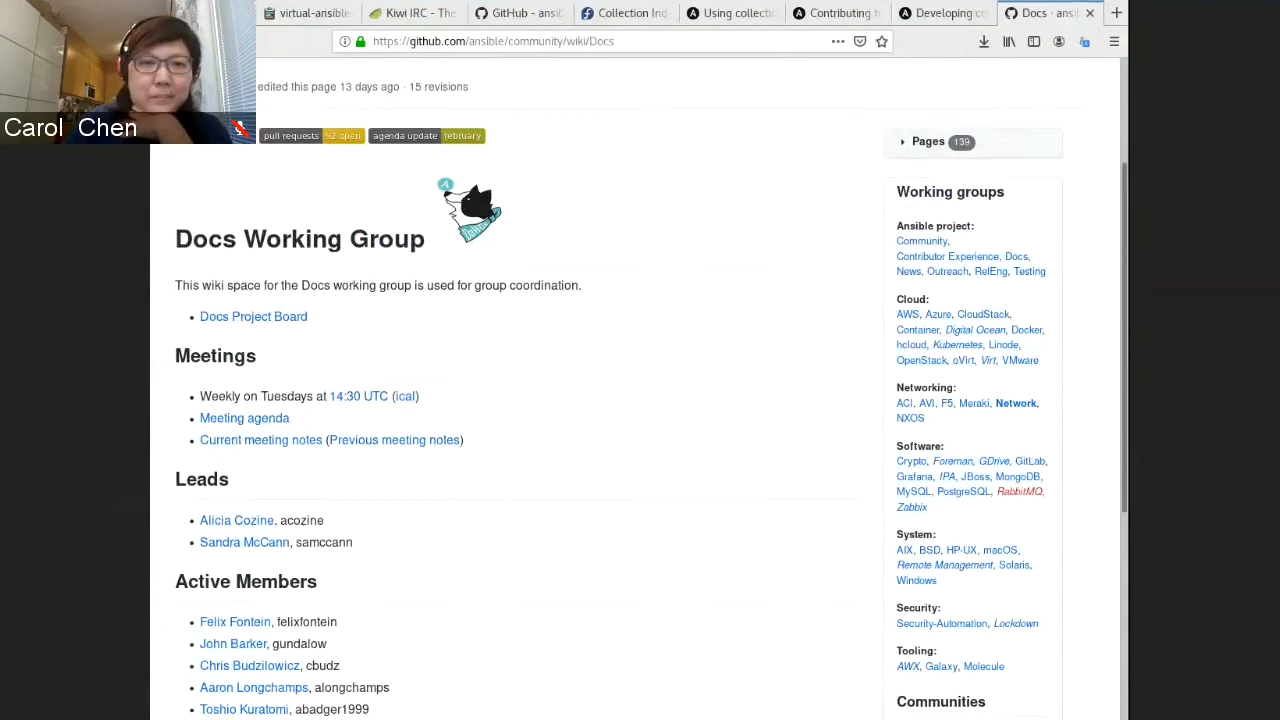 virtual-ansible-
Kiwi IRC - The
GitHub - ansi
Collection Ind
Using collecti
Contributing t
Developing co
Docs · ansi
https://github.com/ansible/community/wiki/Docs
edited this page 13 days ago · 15 revisions
Carol Chen
pull requests 92 open
agenda update february
Docs Working Group
This wiki space for the Docs working group is used for group coordination.
Docs Project Board
Meetings
Weekly on Tuesdays at 14:30 UTC (ical)
Meeting agenda
Current meeting notes (Previous meeting notes)
Leads
Alicia Cozine, acozine
Sandra McCann, samccann
Active Members
Felix Fontein, felixfontein
John Barker, gundalow
Chris Budzilowicz, cbudz
Aaron Longchamps, alongchamps
Toshio Kuratomi, abadger1999
Pages 139
Working groups
Ansible project:
Community,
Contributor Experience, Docs,
News, Outreach, RelEng, Testing
Cloud:
AWS, Azure, CloudStack,
Container, Digital Ocean, Docker,
hcloud, Kubernetes, Linode,
OpenStack, oVirt, Virt, VMware
Networking:
ACI, AVI, F5, Meraki, Network,
NXOS
Software:
Crypto, Foreman, GDrive, GitLab,
Grafana, IPA, JBoss, MongoDB,
MySQL, PostgreSQL, RabbitMQ,
Zabbix
System:
AIX, BSD, HP-UX, macOS,
Remote Management, Solaris,
Windows
Security:
Security-Automation, Lockdown
Tooling:
AWX, Galaxy, Molecule
Communities